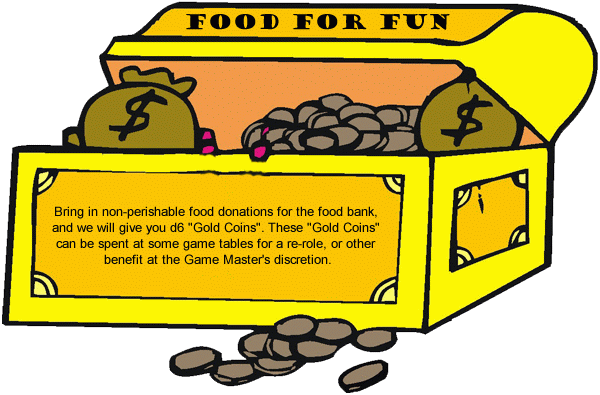 FOOD FOR FUN
$
$
Bring in non-perishable food donations for the food bank,
and we will give you d6 "Gold Coins". These "Gold Coins"
can be spent at some game tables for a re-role, or other
benefit at the Game Master's discretion.